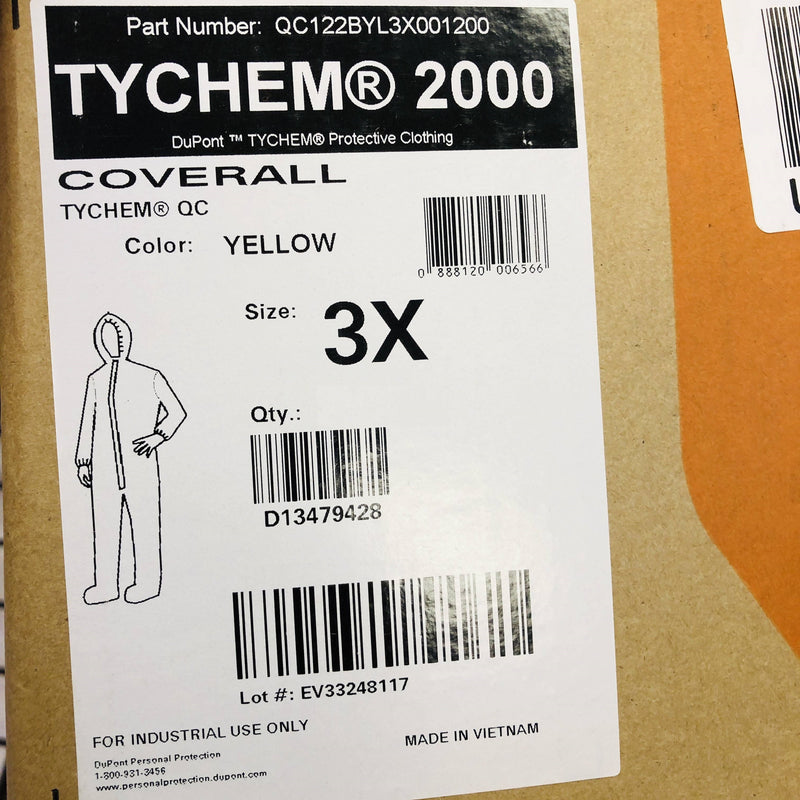 Part Number: QC122BYL3X001200
TYCHEM® 2000
DuPont ™ TYCHEM® Protective Clothing
COVERALL
TYCHEM® QC
Color: YELLOW
0 888120 006566
Size: 3X
Qty.:
D13479428
Lot #: EV33248117
FOR INDUSTRIAL USE ONLY
MADE IN VIETNAM
DuPont Personal Protection
1-800-931-3456
www.personalprotection.dupont.com